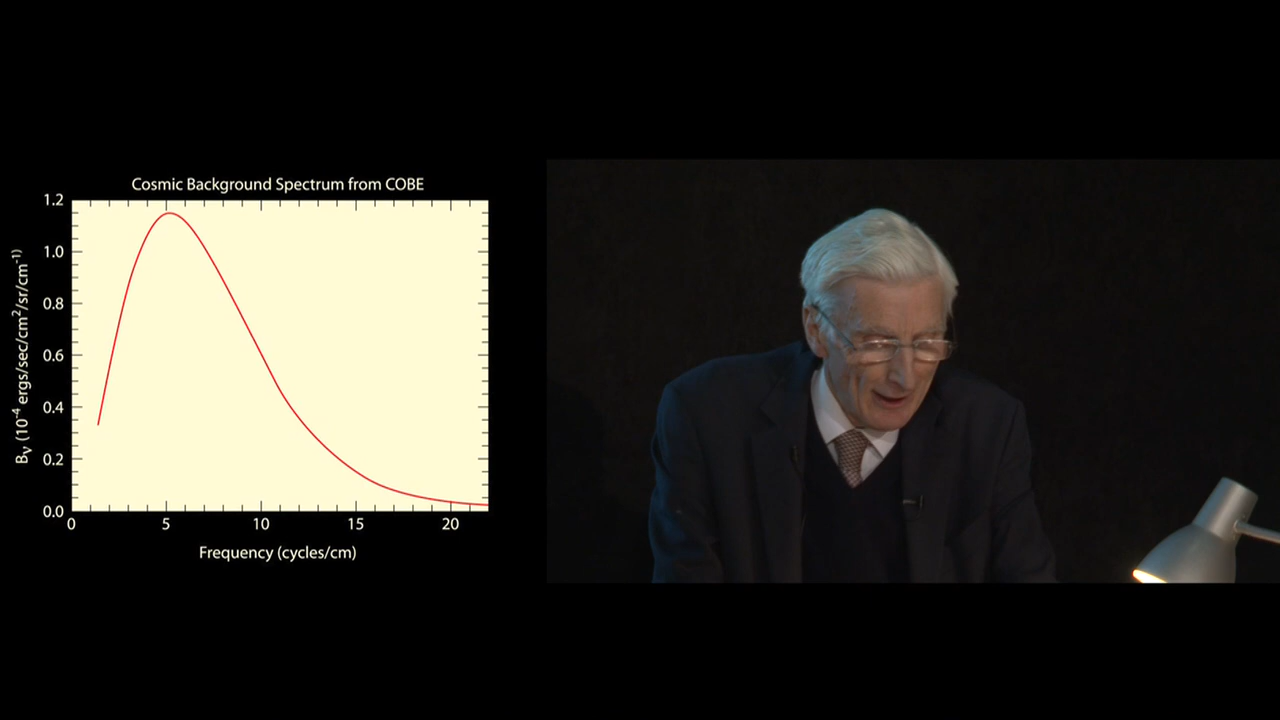 Cosmic Background Spectrum from COBE
1.2
1.0
0.8
0.6
0.4
0.2
0.0
B_ν (10⁻⁴ ergs/sec/cm²/sr/cm⁻¹)
0 5 10 15 20
Frequency (cycles/cm)